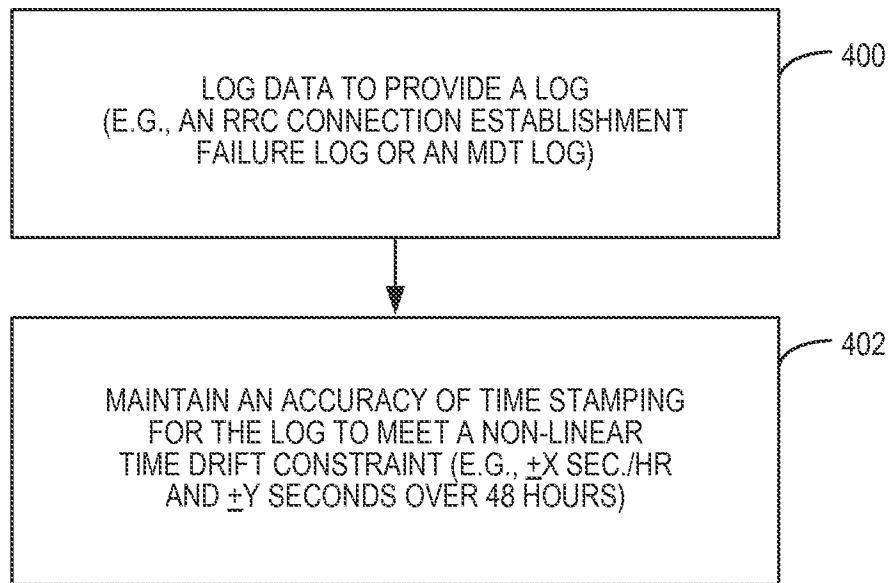 LOG DATA TO PROVIDE A LOG
(E.G., AN RRC CONNECTION ESTABLISHMENT
FAILURE LOG OR AN MDT LOG)
400
MAINTAIN AN ACCURACY OF TIME STAMPING
FOR THE LOG TO MEET A NON-LINEAR
TIME DRIFT CONSTRAINT (E.G., ±X SEC./HR
AND ±Y SECONDS OVER 48 HOURS)
402